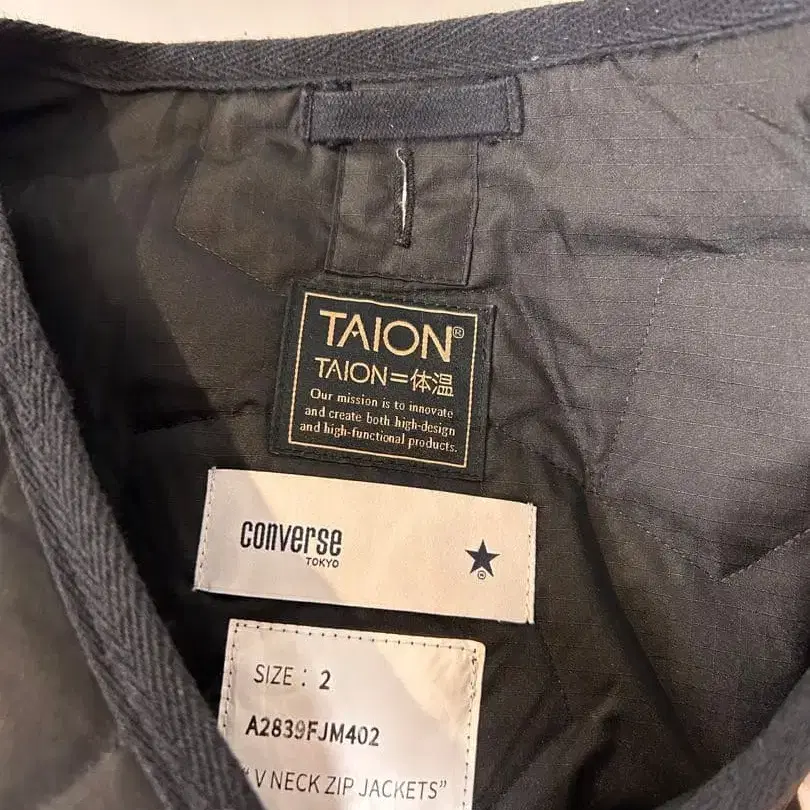 TAION®
TAION=体温
Our mission is to innovate
and create both high-design
and high-functional products.
converse
TOKYO
®
SIZE : 2
A2839FJM402
"V NECK ZIP JACKETS"